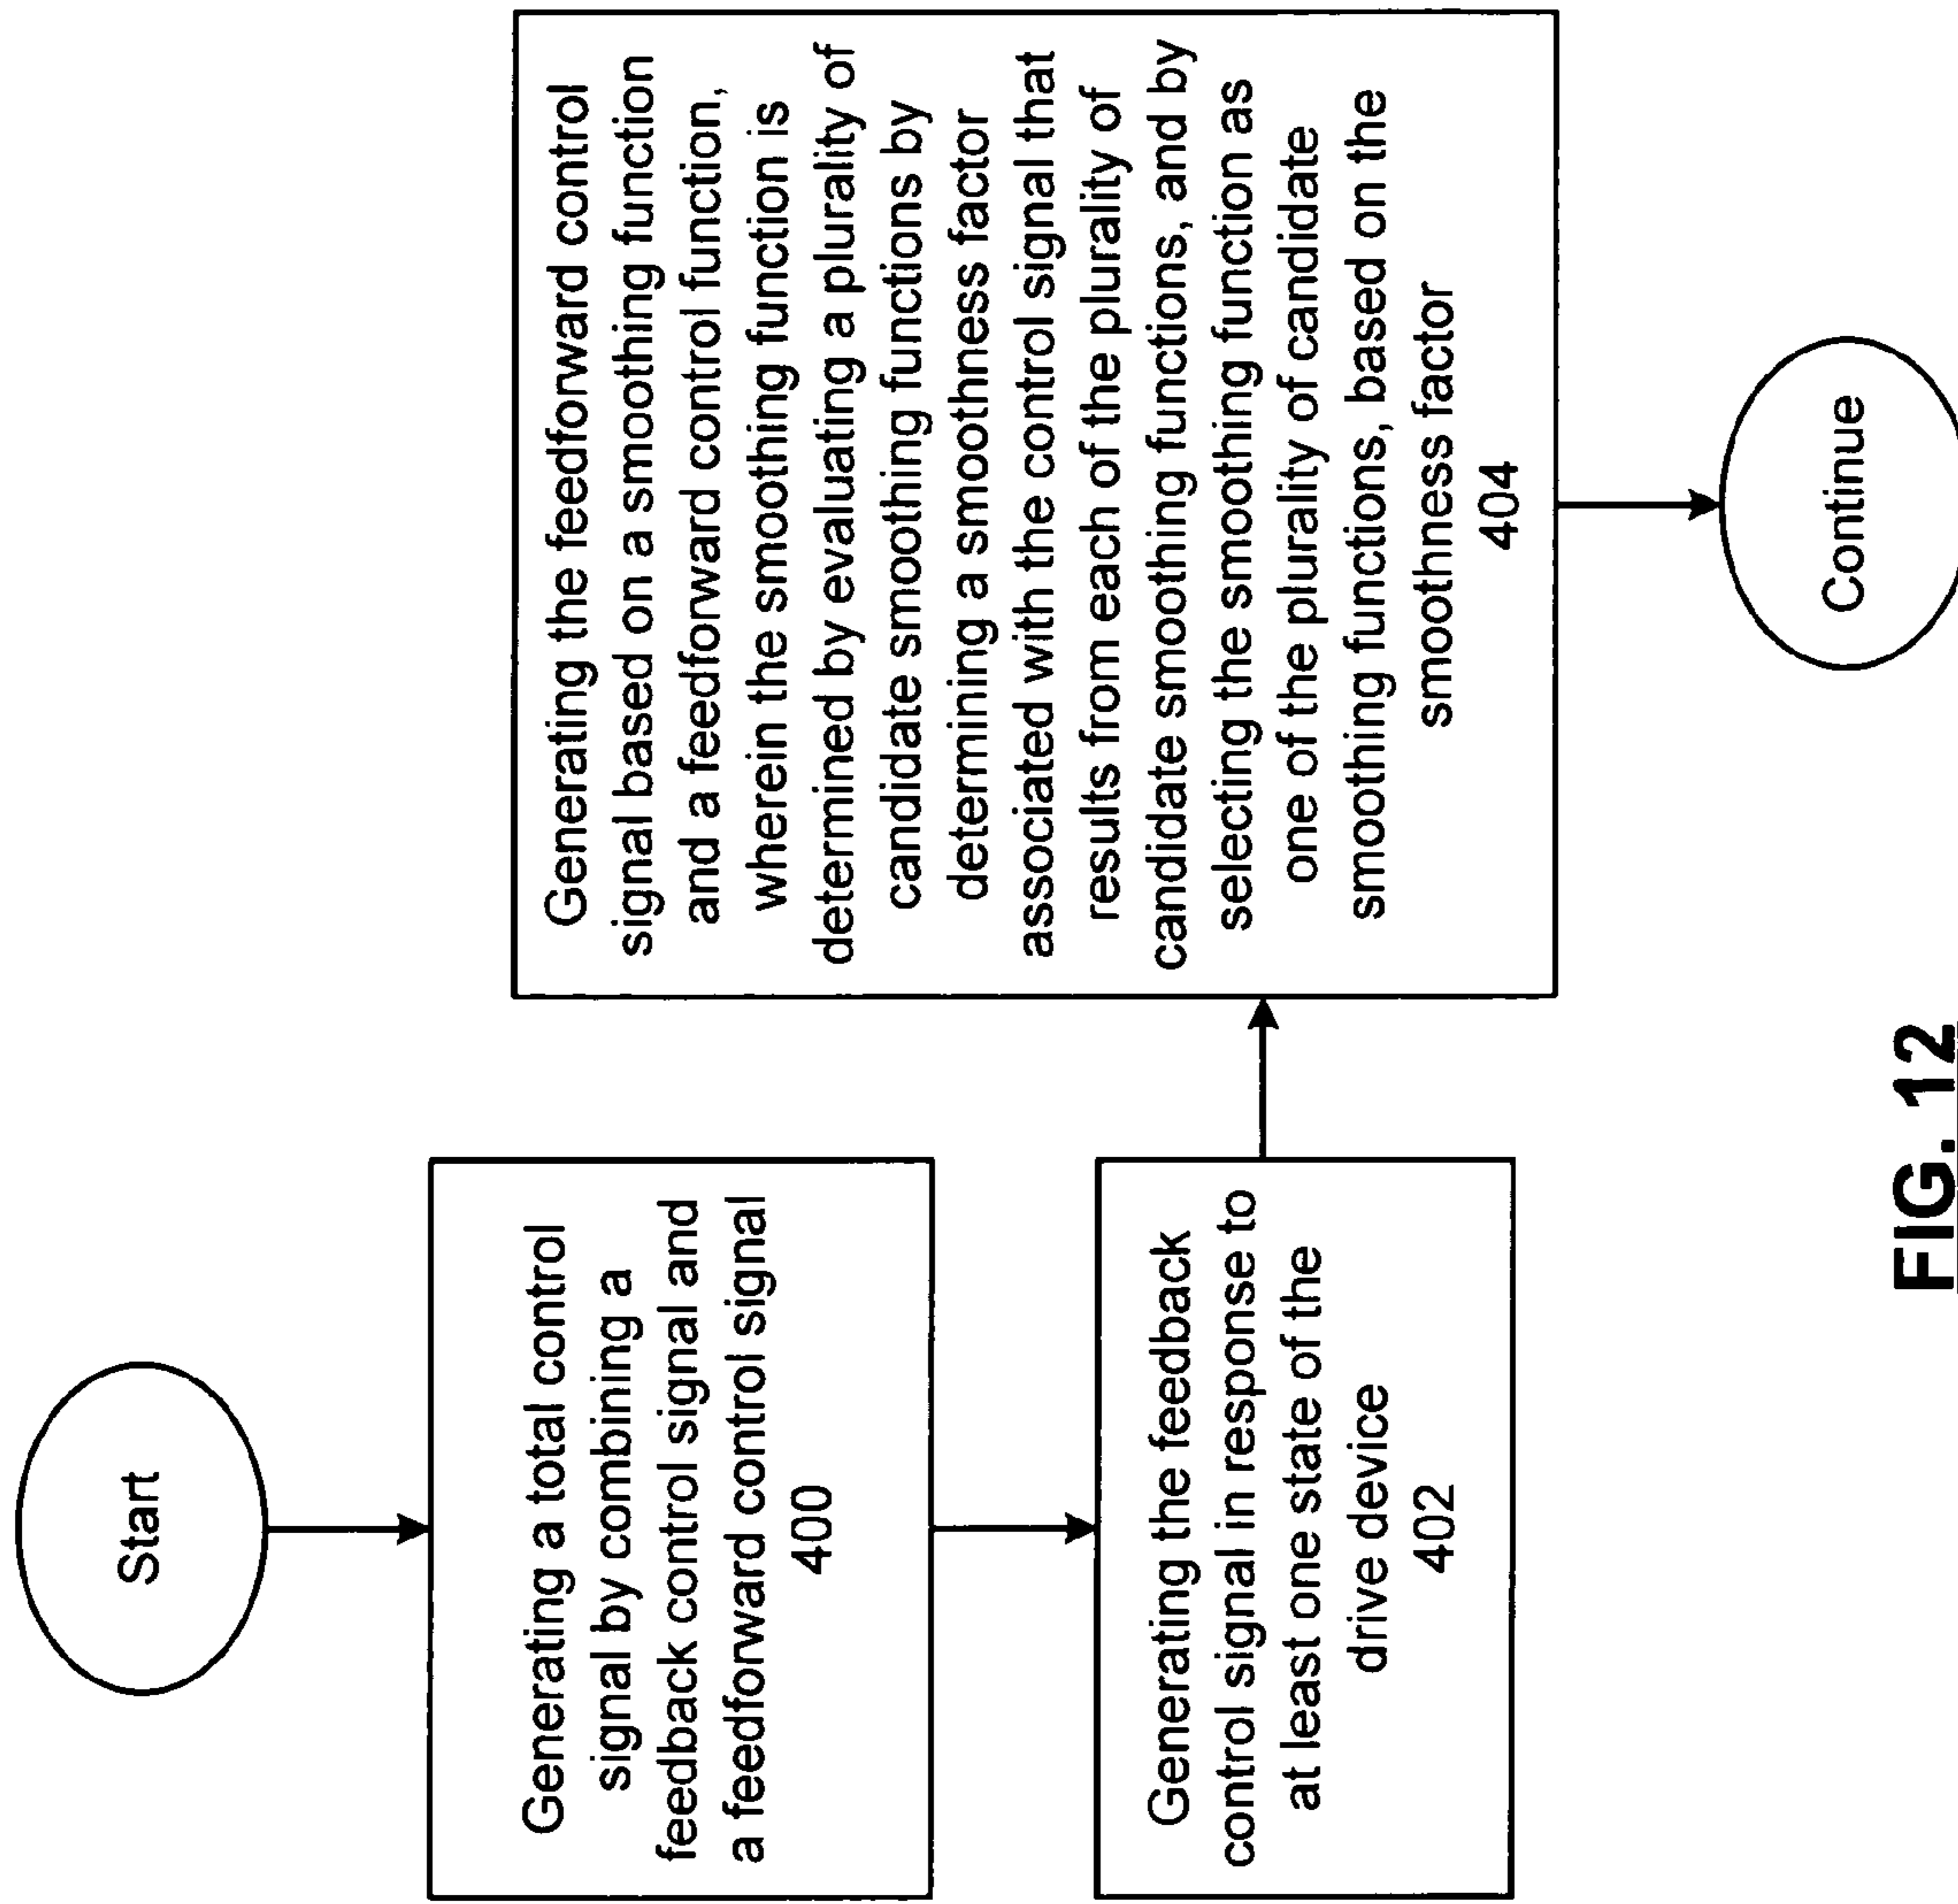 Start
Generating a total control
signal by combining a
feedback control signal and
a feedforward control signal
400
Generating the feedback
control signal in response to
at least one state of the
drive device
402
Generating the feedforward control
signal based on a smoothing function
and a feedforward control function,
wherein the smoothing function is
determined by evaluating a plurality of
candidate smoothing functions by
determining a smoothness factor
associated with the control signal that
results from each of the plurality of
candidate smoothing functions, and by
selecting the smoothing function as
one of the plurality of candidate
smoothing functions, based on the
smoothness factor
404
Continue
FIG. 12